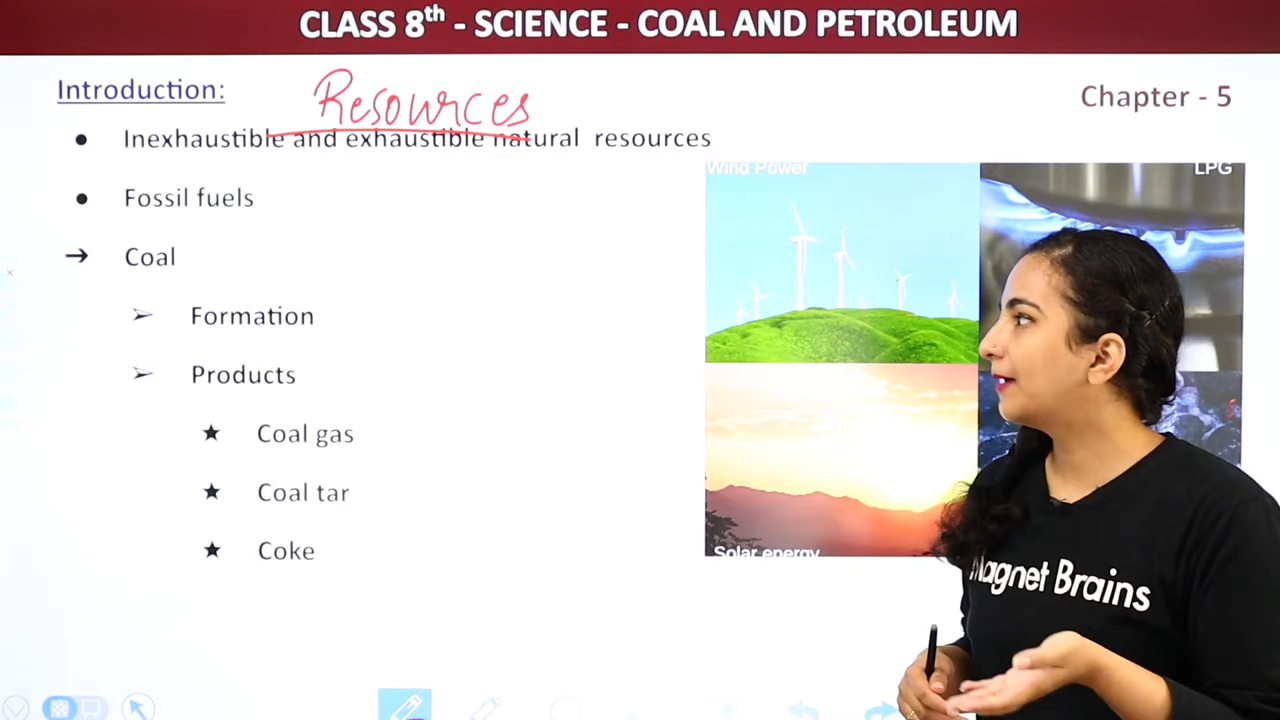 CLASS 8th - SCIENCE - COAL AND PETROLEUM
Introduction:
Resources
Chapter - 5
● Inexhaustible and exhaustible natural resources
● Fossil fuels
➔ Coal
➢ Formation
➢ Products
★ Coal gas
★ Coal tar
★ Coke
Wind Power
LPG
Solar energy
Magnet Brains